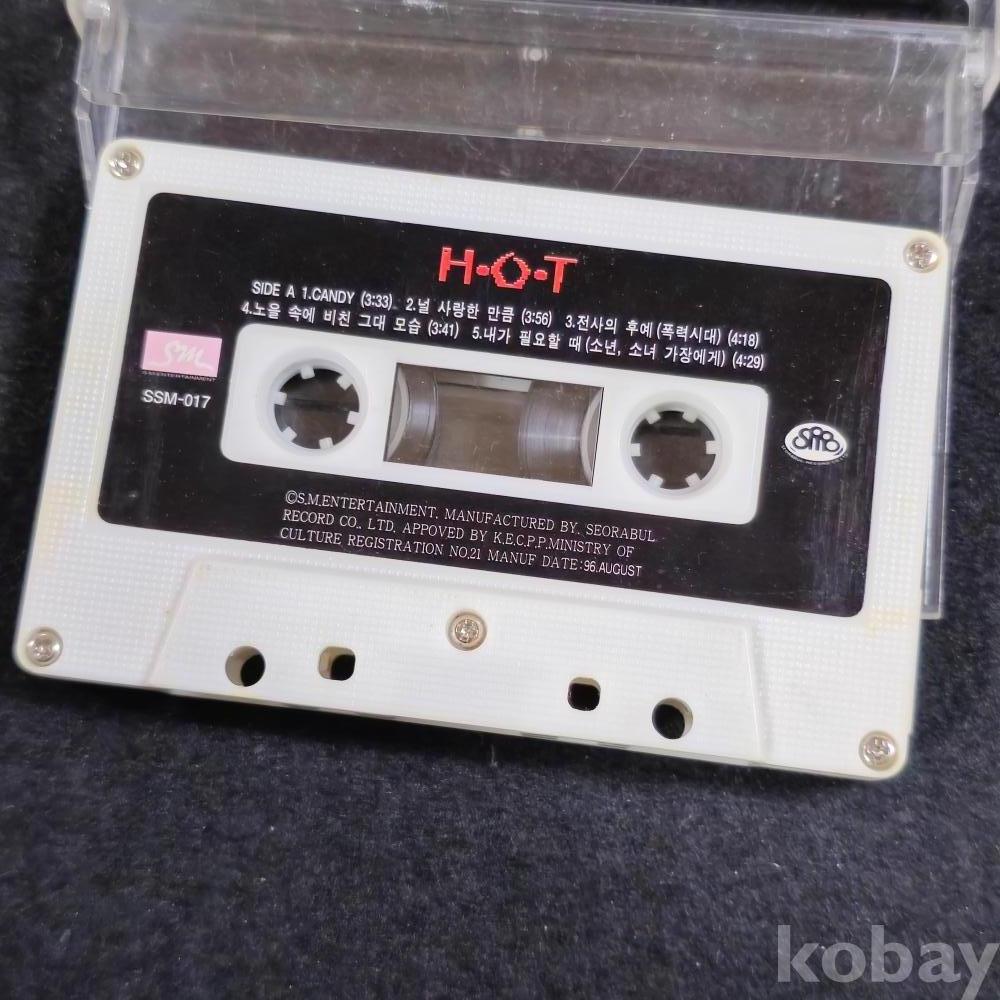 H·O·T
SIDE A 1.CANDY (3:33) 2.널 사랑한 만큼 (3:56) 3.전사의 후예(폭력시대) (4:18)
4.노을 속에 비친 그대 모습 (3:41) 5.내가 필요할 때(소년, 소녀 가장에게) (4:29)
SM
S.M.ENTERTAINMENT
SSM-017
©S.M.ENTERTAINMENT. MANUFACTURED BY. SEORABUL
RECORD CO., LTD, APPOVED BY K.E.C.P.P.MINISTRY OF
CULTURE REGISTRATION NO.21 MANUF DATE:96.AUGUST
kobay